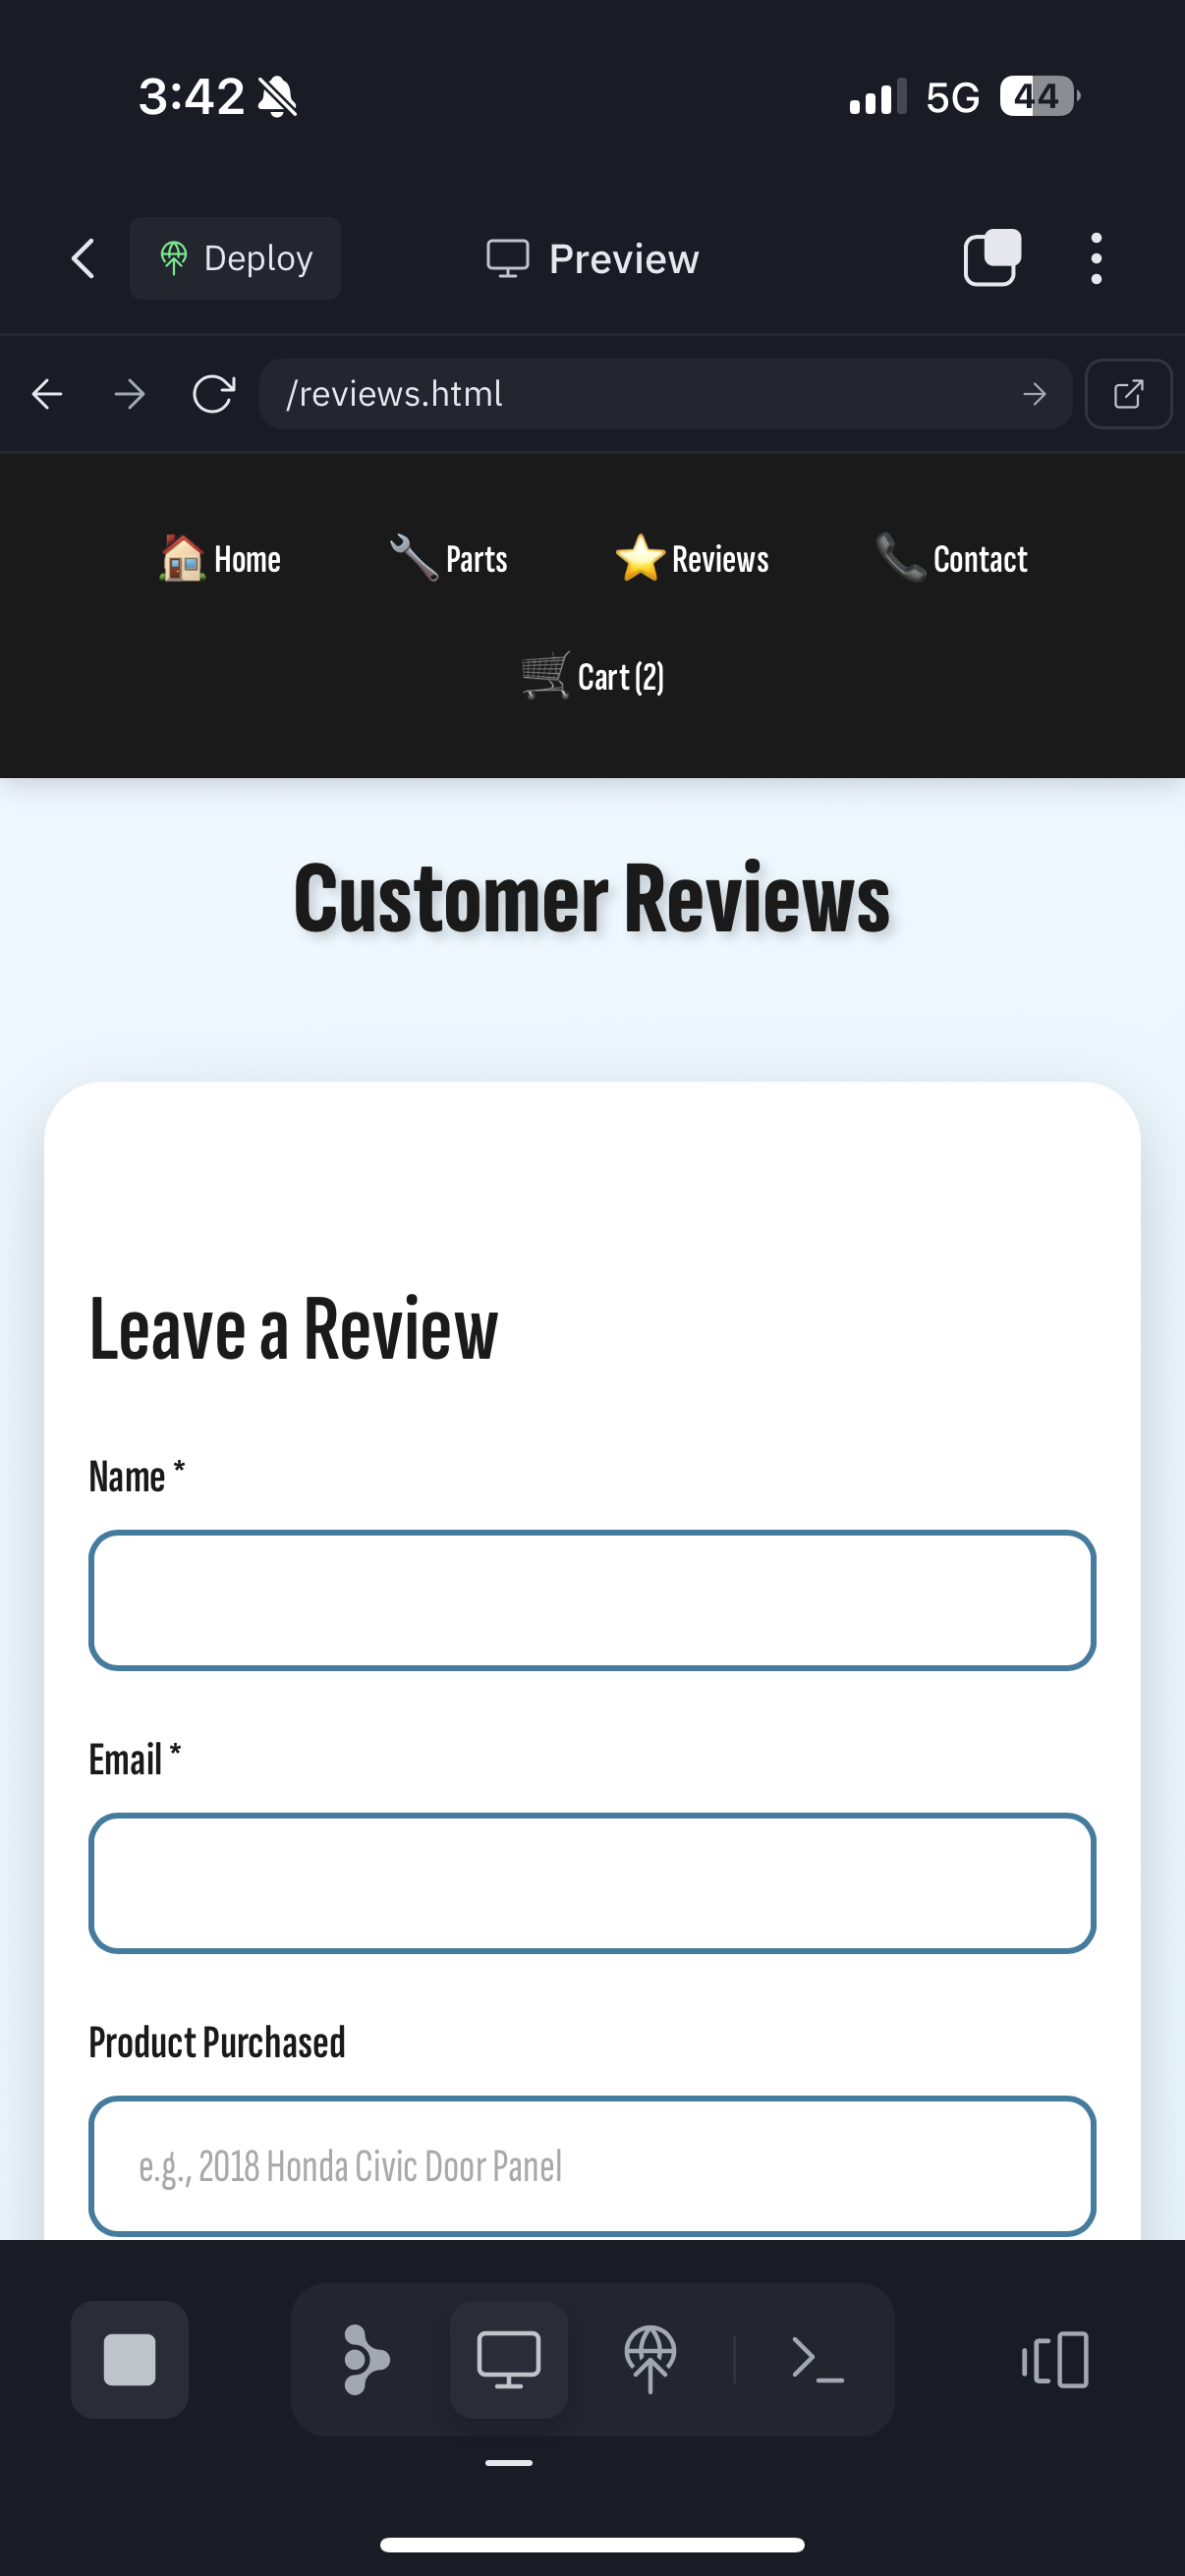 3:42 5G 44
Deploy Preview
/reviews.html
Home Parts Reviews Contact
Cart (2)
Customer Reviews
Leave a Review
Name *
Email *
Product Purchased
e.g., 2018 Honda Civic Door Panel